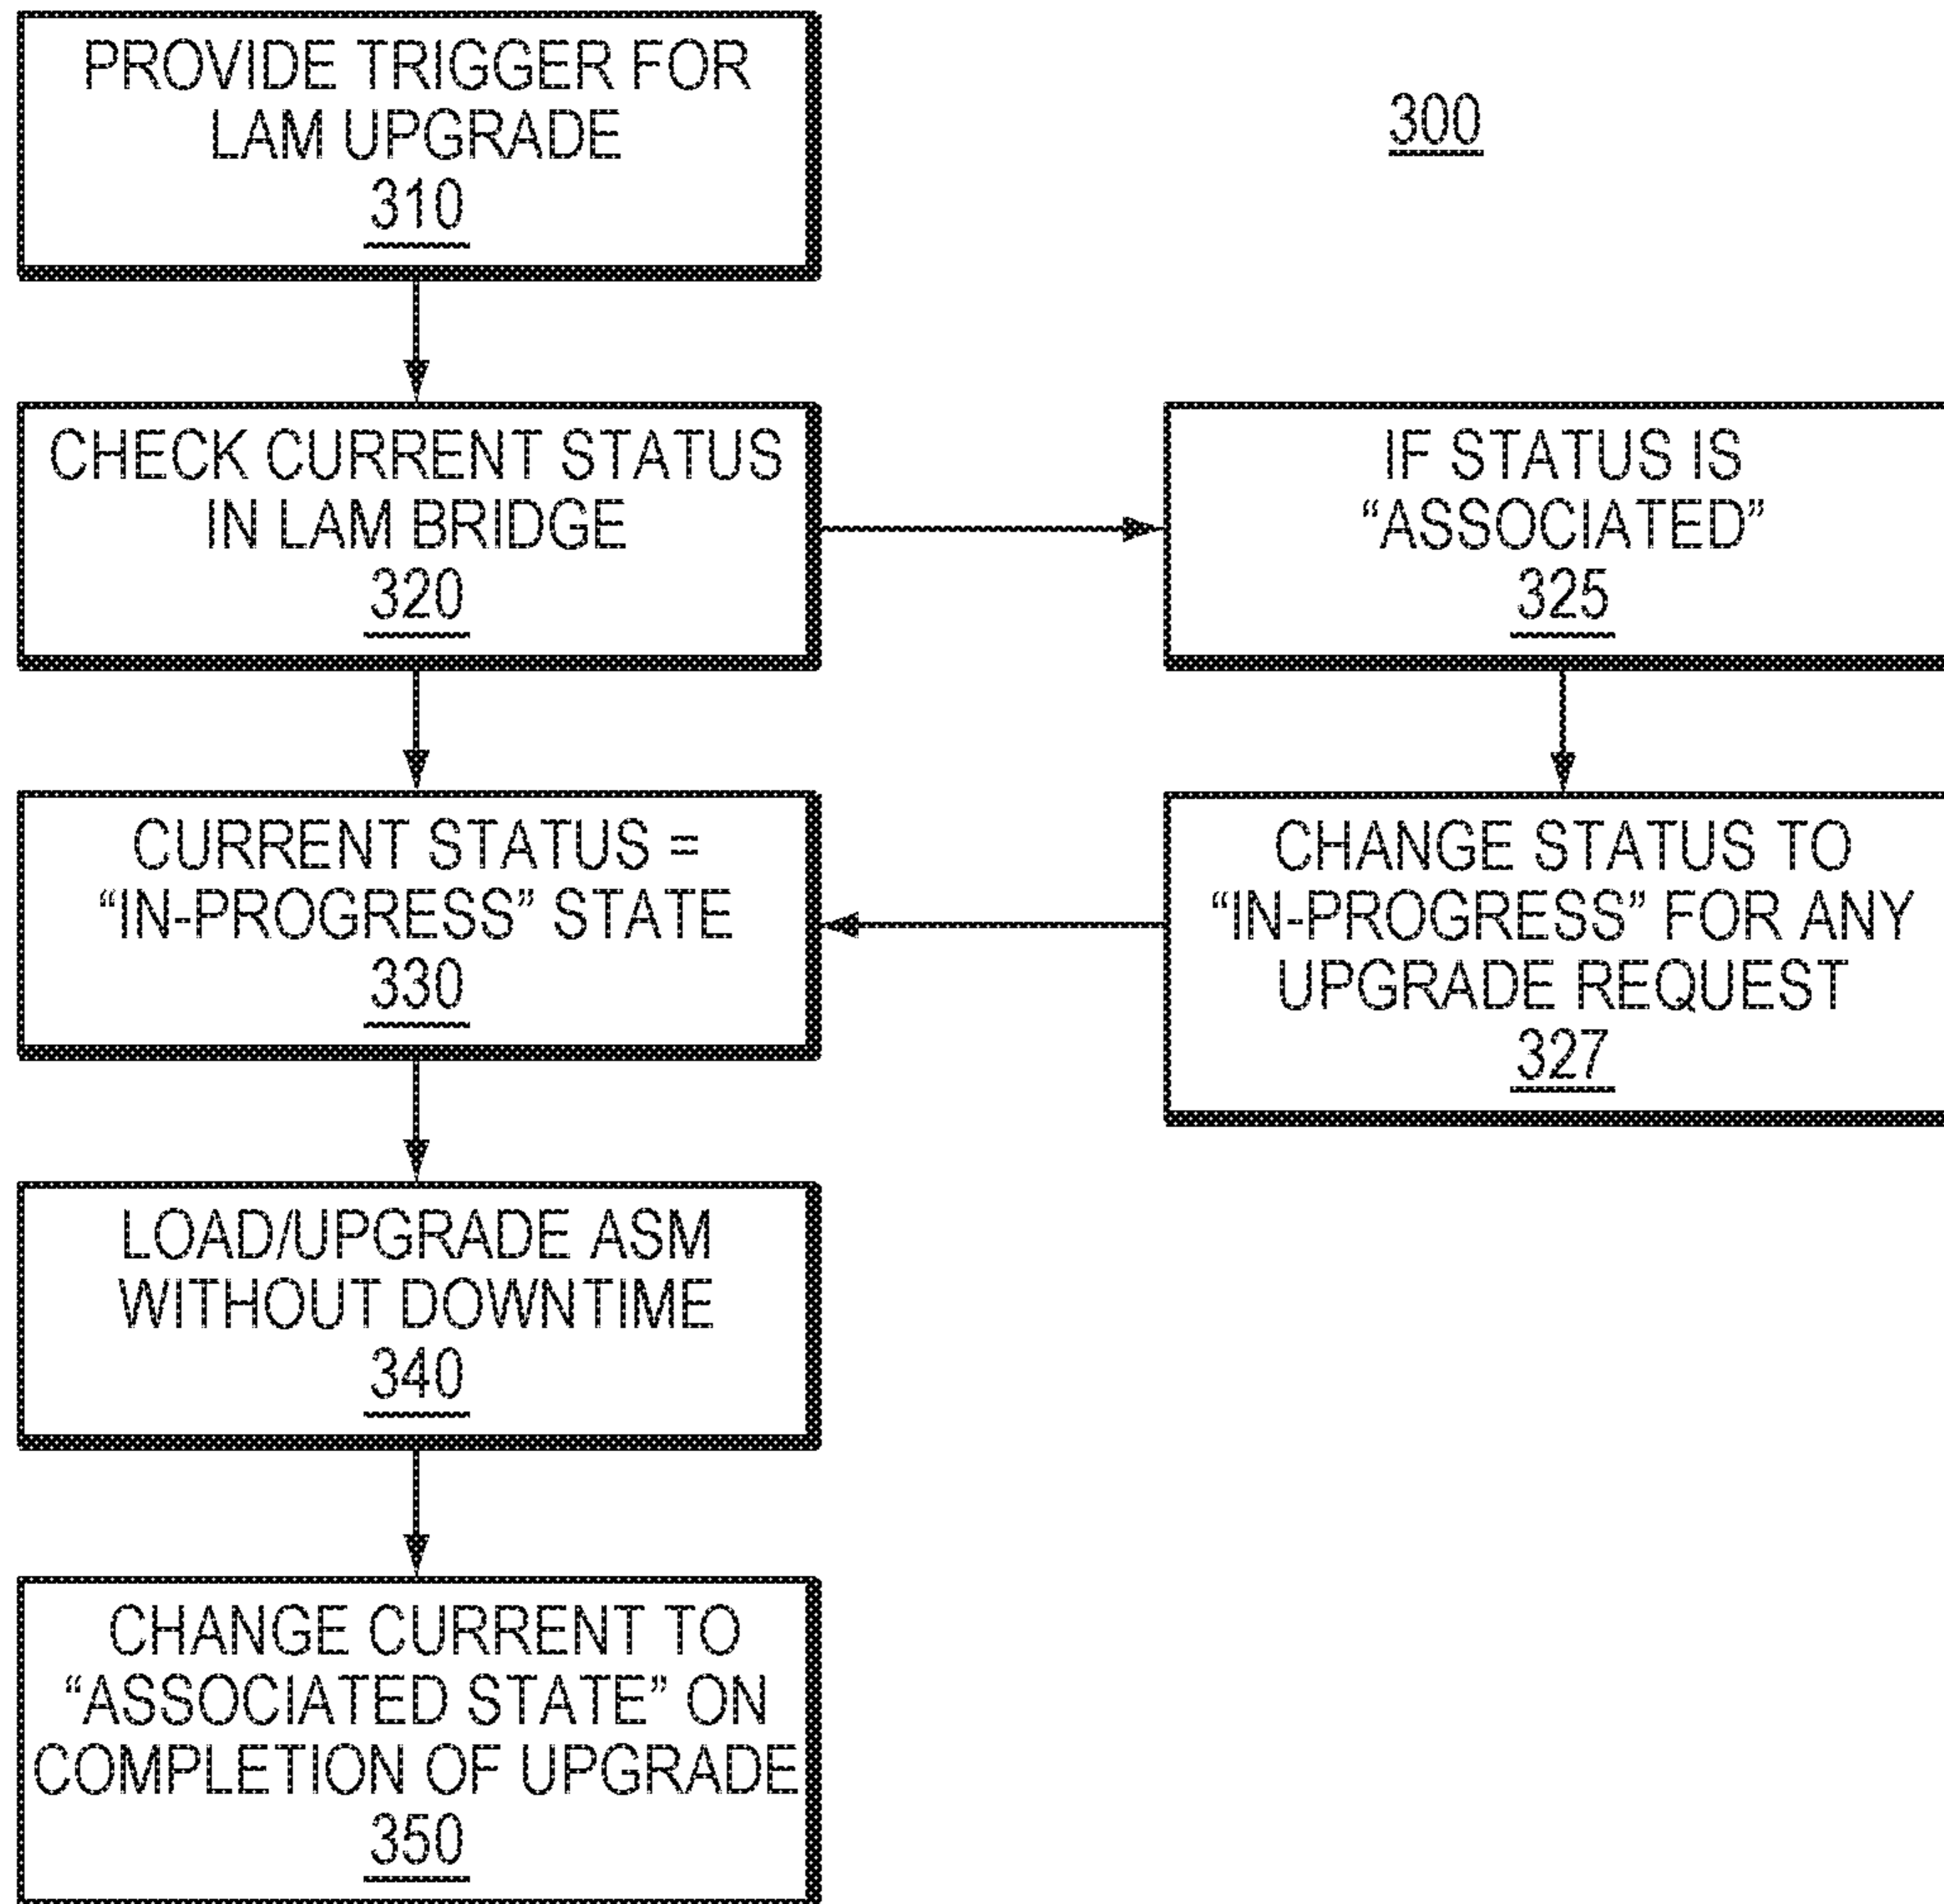 PROVIDE TRIGGER FOR
LAM UPGRADE
310
300
CHECK CURRENT STATUS
IN LAM BRIDGE
320
IF STATUS IS
“ASSOCIATED”
325
CURRENT STATUS =
“IN-PROGRESS” STATE
330
CHANGE STATUS TO
“IN-PROGRESS” FOR ANY
UPGRADE REQUEST
327
LOAD/UPGRADE ASM
WITHOUT DOWNTIME
340
CHANGE CURRENT TO
“ASSOCIATED STATE” ON
COMPLETION OF UPGRADE
350